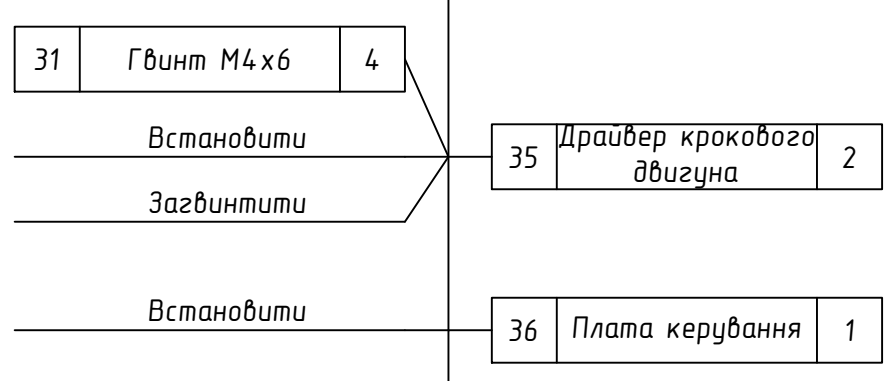 31 Гвинт М4х6 4
Встановити
Загвинтити
35 Драйвер крокового двигуна 2
Встановити
36 Плата керування 1